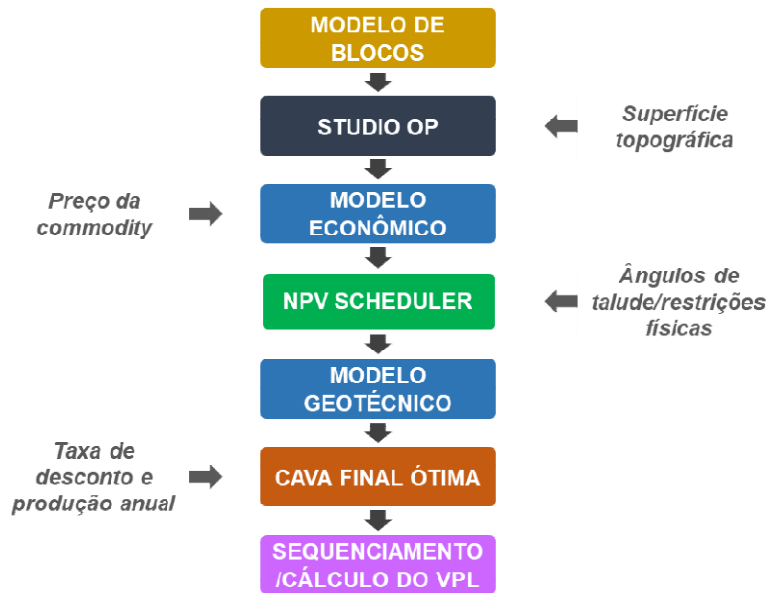 MODELO DE
BLOCOS
STUDIO OP
Superfície
topográfica
Preço da
commodity
MODELO
ECONÔMICO
NPV SCHEDULER
Ângulos de
talude/restrições
físicas
MODELO
GEOTÉCNICO
Taxa de
desconto e
produção anual
CAVA FINAL ÓTIMA
SEQUENCIAMENTO
/CÁLCULO DO VPL